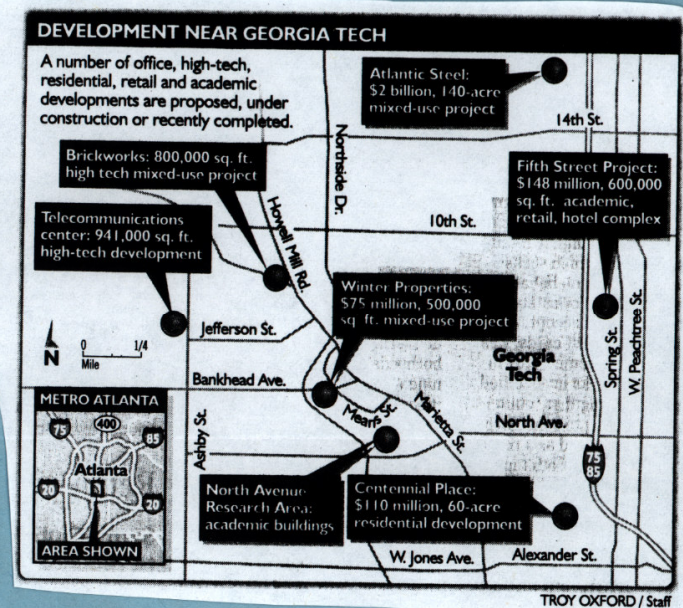 DEVELOPMENT NEAR GEORGIA TECH
A number of office, high-tech,
residential, retail and academic
developments are proposed, under
construction or recently completed.
Atlantic Steel:
$2 billion, 140-acre
mixed-use project
14th St.
Brickworks: 800,000 sq. ft.
high tech mixed-use project
Northside Dr.
Fifth Street Project:
$148 million, 600,000
sq. ft. academic,
retail, hotel complex
Telecommunications
center: 941,000 sq. ft.
high-tech development
Howell Mill Rd.
10th St.
Winter Properties:
$75 million, 500,000
sq. ft. mixed-use project
Jefferson St.
N
0 1/4
Mile
Georgia
Tech
Spring St.
W. Peachtree St.
Bankhead Ave.
Mearis St
Marietta St.
North Ave.
Ashby St.
METRO ATLANTA
400
75
85
Atlanta
20
20
AREA SHOWN
75
85
North Avenue
Research Area:
academic buildings
Centennial Place:
$110 million, 60-acre
residential development
W. Jones Ave.
Alexander St.
TROY OXFORD / Staff